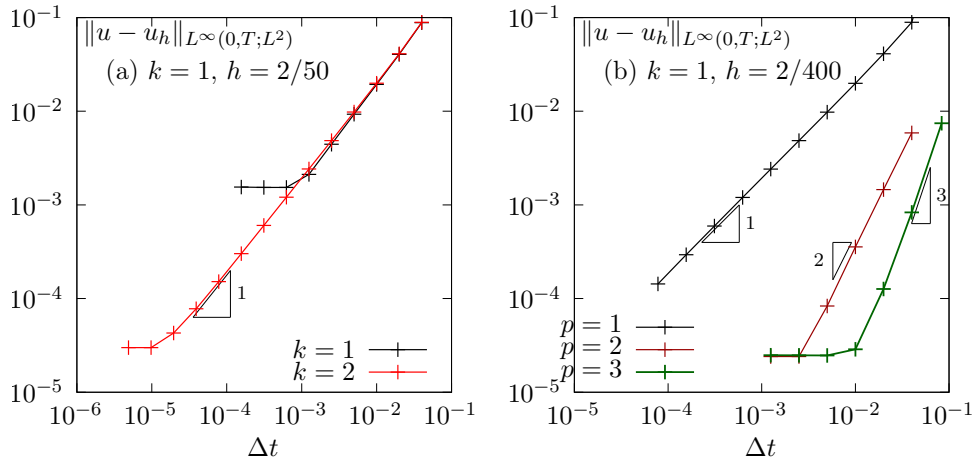 ‖u − u_h‖_{L^∞(0,T;L^2)}
(a) k = 1, h = 2/50
10^{-1}
10^{-2}
10^{-3}
10^{-4}
10^{-5}
1
k = 1
k = 2
10^{-6} 10^{-5} 10^{-4} 10^{-3} 10^{-2} 10^{-1}
Δt
‖u − u_h‖_{L^∞(0,T;L^2)}
(b) k = 1, h = 2/400
10^{-1}
10^{-2}
10^{-3}
10^{-4}
10^{-5}
1
2
3
p = 1
p = 2
p = 3
10^{-5} 10^{-4} 10^{-3} 10^{-2} 10^{-1}
Δt